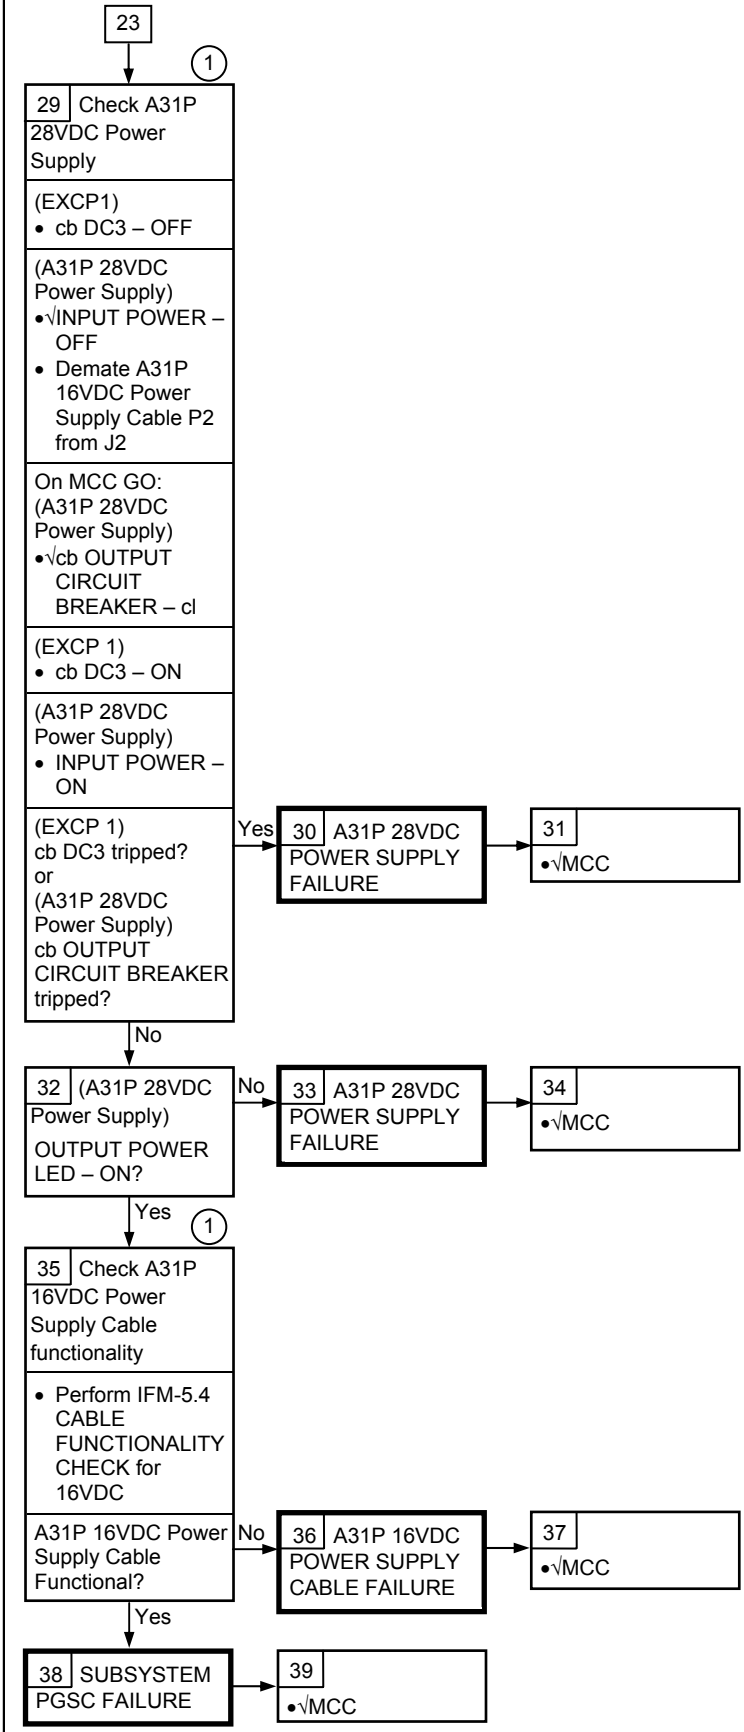 23
1
29 Check A31P
28VDC Power
Supply
(EXCP1)
• cb DC3 – OFF
(A31P 28VDC
Power Supply)
•√INPUT POWER –
OFF
• Demate A31P
16VDC Power
Supply Cable P2
from J2
On MCC GO:
(A31P 28VDC
Power Supply)
•√cb OUTPUT
CIRCUIT
BREAKER – cl
(EXCP 1)
• cb DC3 – ON
(A31P 28VDC
Power Supply)
• INPUT POWER –
ON
(EXCP 1)
cb DC3 tripped?
or
(A31P 28VDC
Power Supply)
cb OUTPUT
CIRCUIT BREAKER
tripped?
Yes
30 A31P 28VDC
POWER SUPPLY
FAILURE
31
•√MCC
No
32 (A31P 28VDC
Power Supply)
OUTPUT POWER
LED – ON?
No
33 A31P 28VDC
POWER SUPPLY
FAILURE
34
•√MCC
Yes
1
35 Check A31P
16VDC Power
Supply Cable
functionality
• Perform IFM-5.4
CABLE
FUNCTIONALITY
CHECK for
16VDC
A31P 16VDC Power
Supply Cable
Functional?
No
36 A31P 16VDC
POWER SUPPLY
CABLE FAILURE
37
•√MCC
Yes
38 SUBSYSTEM
PGSC FAILURE
39
•√MCC